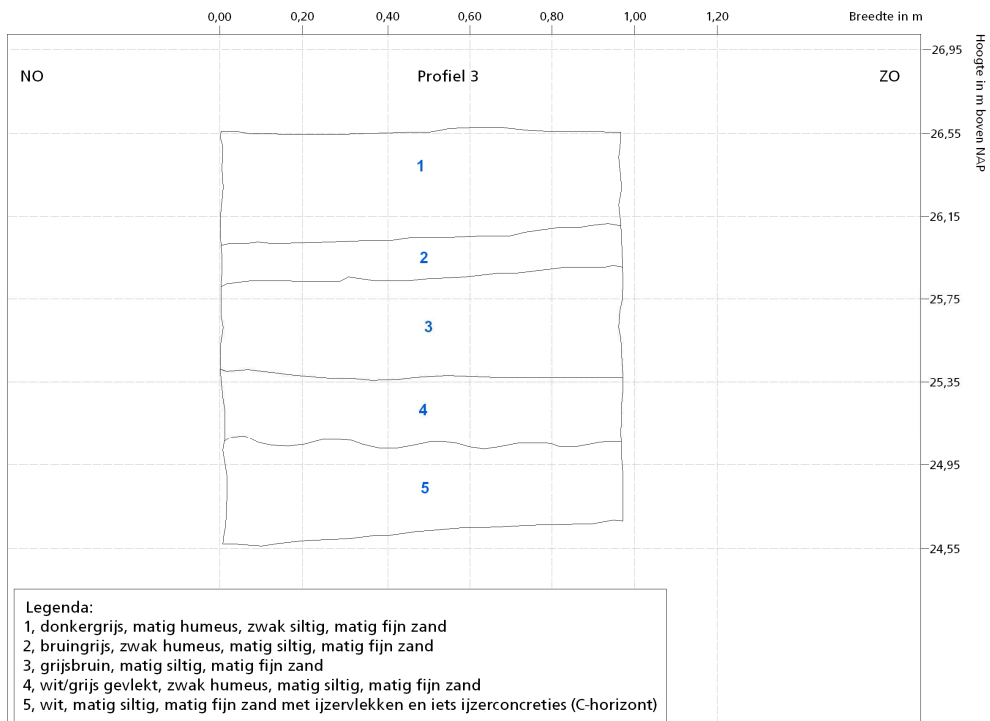 0,00 0,20 0,40 0,60 0,80 1,00 1,20 Breedte in m
26,95
Hoogte in m boven NAP
NO Profiel 3 ZO
26,55
1
26,15
2
25,75
3
25,35
4
24,95
5
24,55
Legenda:
1, donkergrijs, matig humeus, zwak siltig, matig fijn zand
2, bruingrijs, zwak humeus, matig siltig, matig fijn zand
3, grijsbruin, matig siltig, matig fijn zand
4, wit/grijs gevlekt, zwak humeus, matig siltig, matig fijn zand
5, wit, matig siltig, matig fijn zand met ijzervlekken en iets ijzerconcreties (C-horizont)